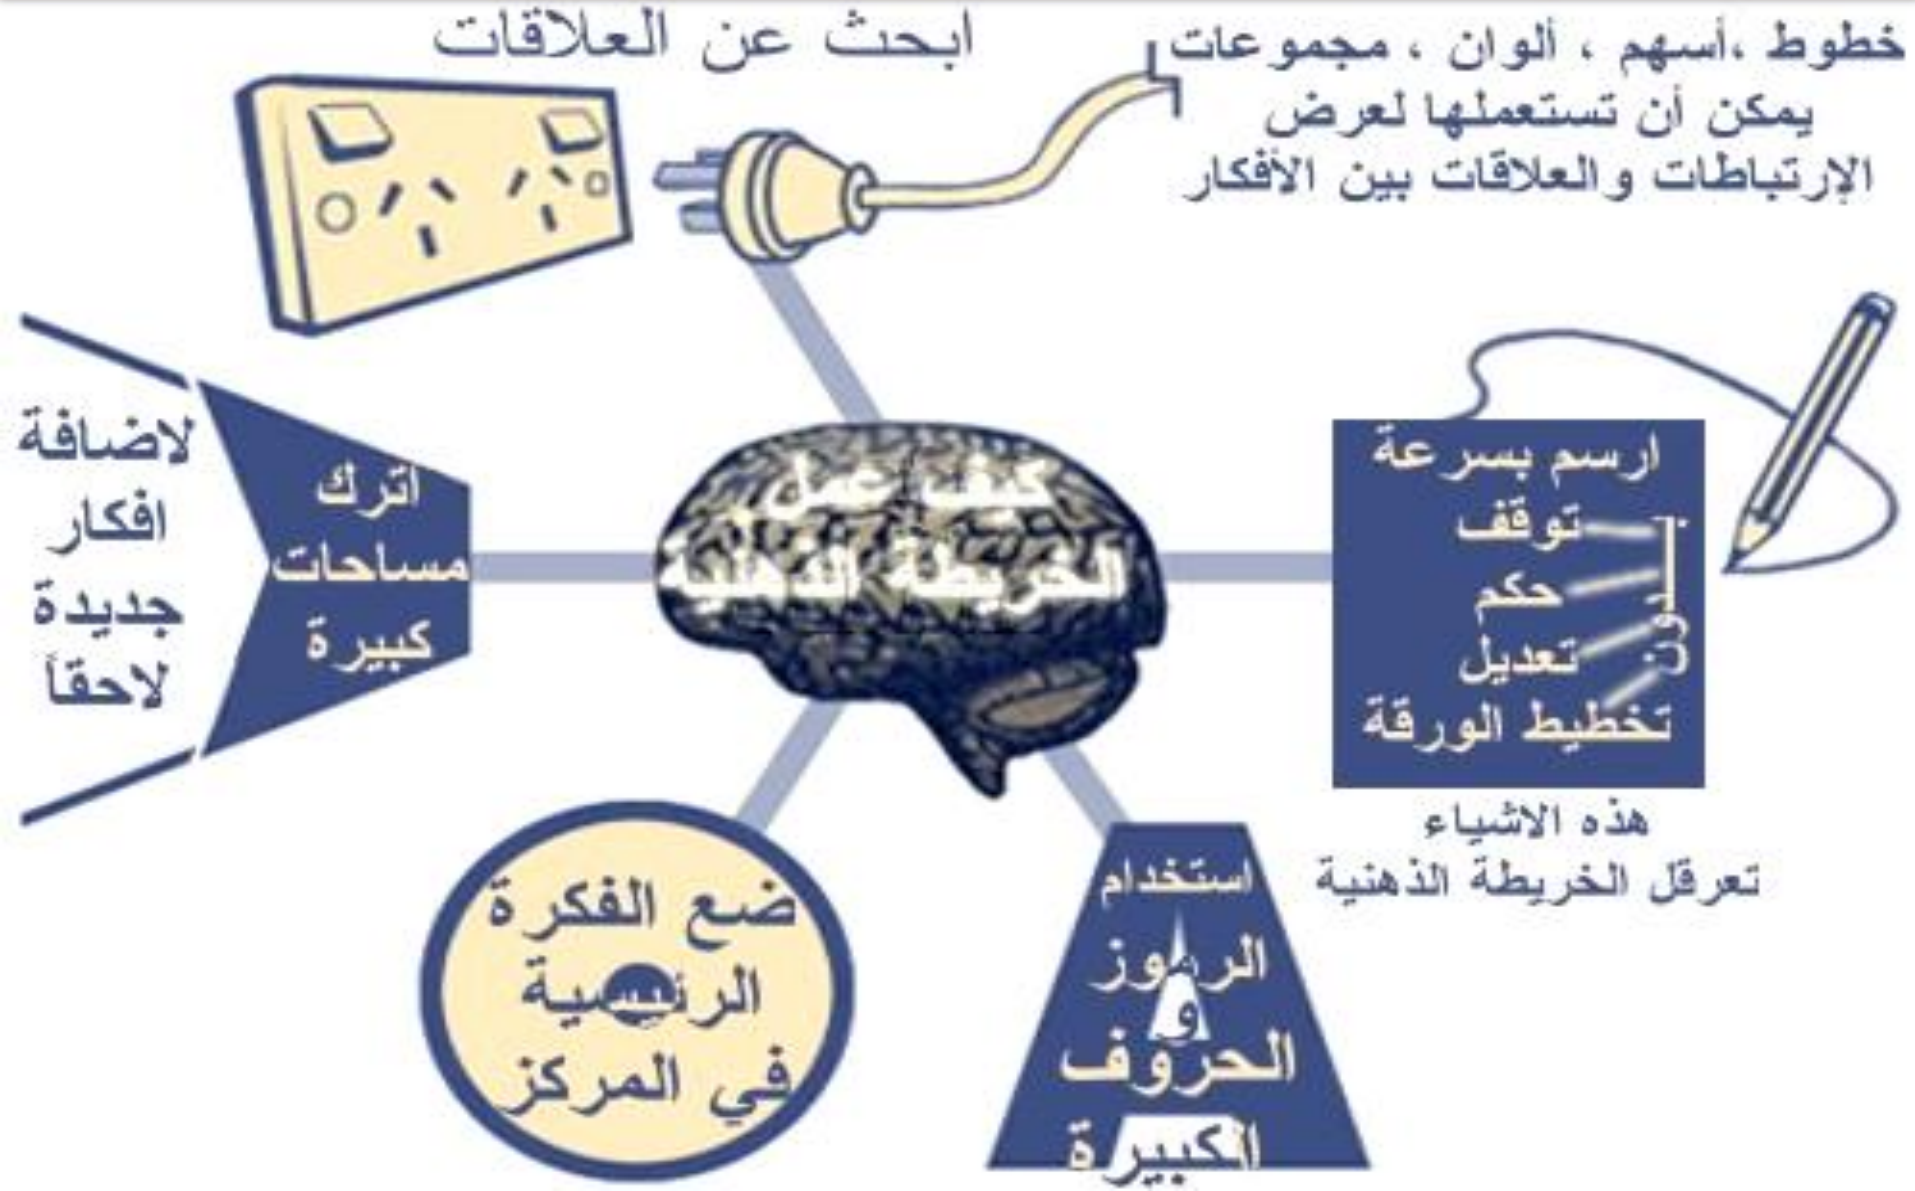 ابحث عن العلاقات
خطوط ،أسهم ، ألوان ، مجموعات
يمكن أن تستعملها لعرض
الإرتباطات والعلاقات بين الأفكار
كيف عمل
الخريطة الذهنية
ارسم بسرعة
بدون
توقف
حكم
تعديل
تخطيط الورقة
هذه الاشياء
تعرقل الخريطة الذهنية
استخدام
الرموز
و
الحروف
الكبيرة
ضع الفكرة
الرئيسية
في المركز
اترك
مساحات
كبيرة
لاضافة
افكار
جديدة
لاحقاً